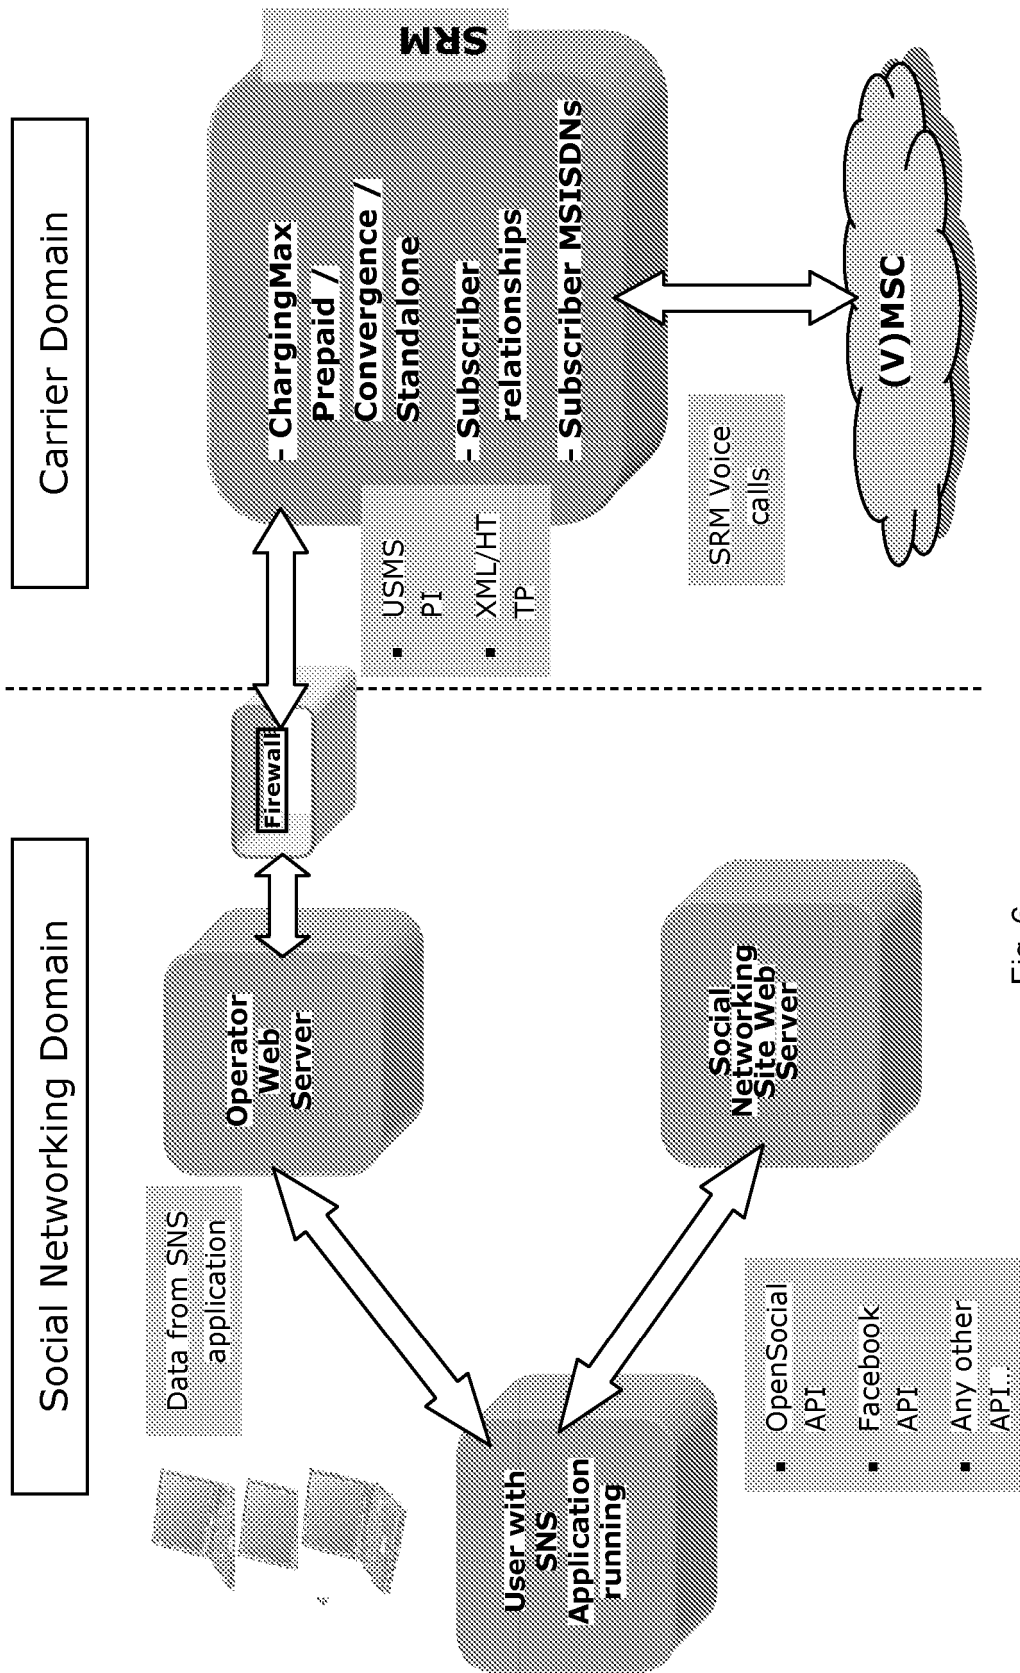 Social Networking Domain
Carrier Domain
Data from SNS
application
User with
SNS
Application
running
Operator
Web
Server
Firewall
Social
Networking
Site Web
Server
OpenSocial
API
Facebook
API
Any other
API...
USMS
PI
XML/HT
TP
SRM
- ChargingMax
Prepaid /
Convergence /
Standalone
- Subscriber
relationships
- Subscriber MSISDNs
SRM Voice
calls
(V)MSC